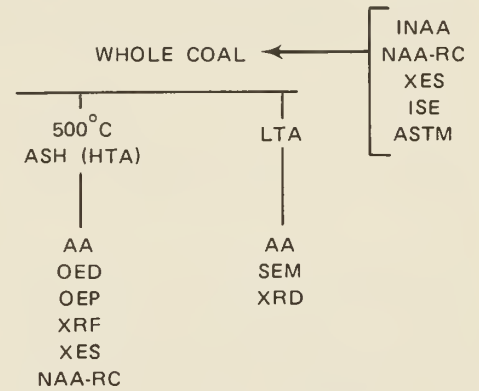 INAA
WHOLE COAL
NAA-RC
XES
ISE
ASTM
500°C
ASH (HTA)
LTA
AA
OED
OEP
XRF
XES
NAA-RC
AA
SEM
XRD